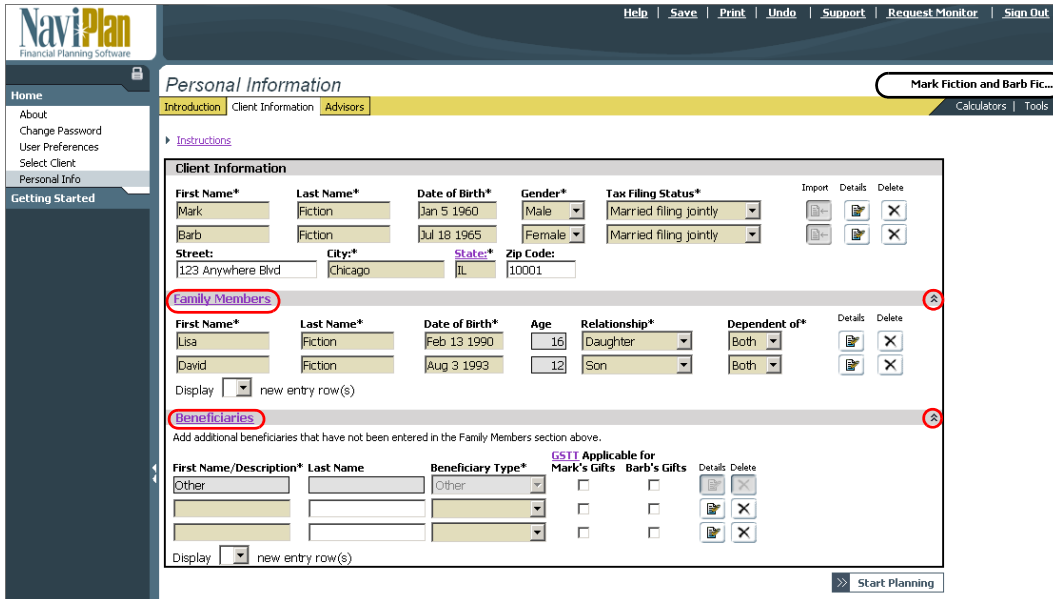 NaviPlan
Financial Planning Software
Help | Save | Print | Undo | Support | Request Monitor | Sign Out
Home
About
Change Password
User Preferences
Select Client
Personal Info
Getting Started
Personal Information
Mark Fiction and Barb Fic...
Introduction Client Information Advisors
Calculators | Tools
Instructions
Client Information
First Name* Last Name* Date of Birth* Gender* Tax Filing Status* Import Details Delete
Mark Fiction Jan 5 1960 Male Married filing jointly
Barb Fiction Jul 18 1965 Female Married filing jointly
Street: City:* State:* Zip Code:
123 Anywhere Blvd Chicago IL 10001
Family Members
First Name* Last Name* Date of Birth* Age Relationship* Dependent of* Details Delete
Lisa Fiction Feb 13 1990 16 Daughter Both
David Fiction Aug 3 1993 12 Son Both
Display new entry row(s)
Beneficiaries
Add additional beneficiaries that have not been entered in the Family Members section above.
GSTT Applicable for
First Name/Description* Last Name Beneficiary Type* Mark's Gifts Barb's Gifts Details Delete
Other Other
Display new entry row(s)
Start Planning